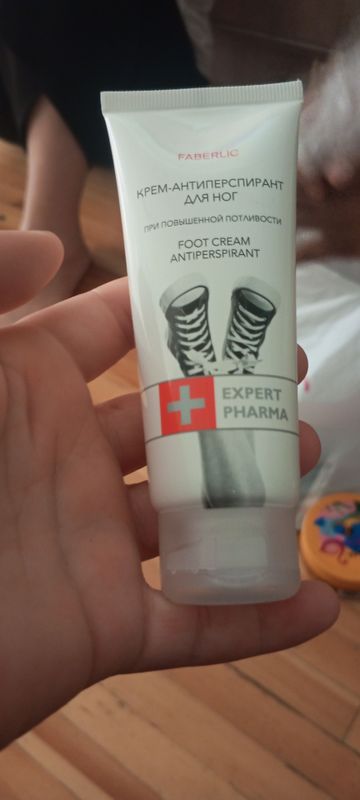 FABERLIC
КРЕМ-АНТИПЕРСПИРАНТ
ДЛЯ НОГ
ПРИ ПОВЫШЕННОЙ ПОТЛИВОСТИ
FOOT CREAM
ANTIPERSPIRANT
EXPERT
PHARMA